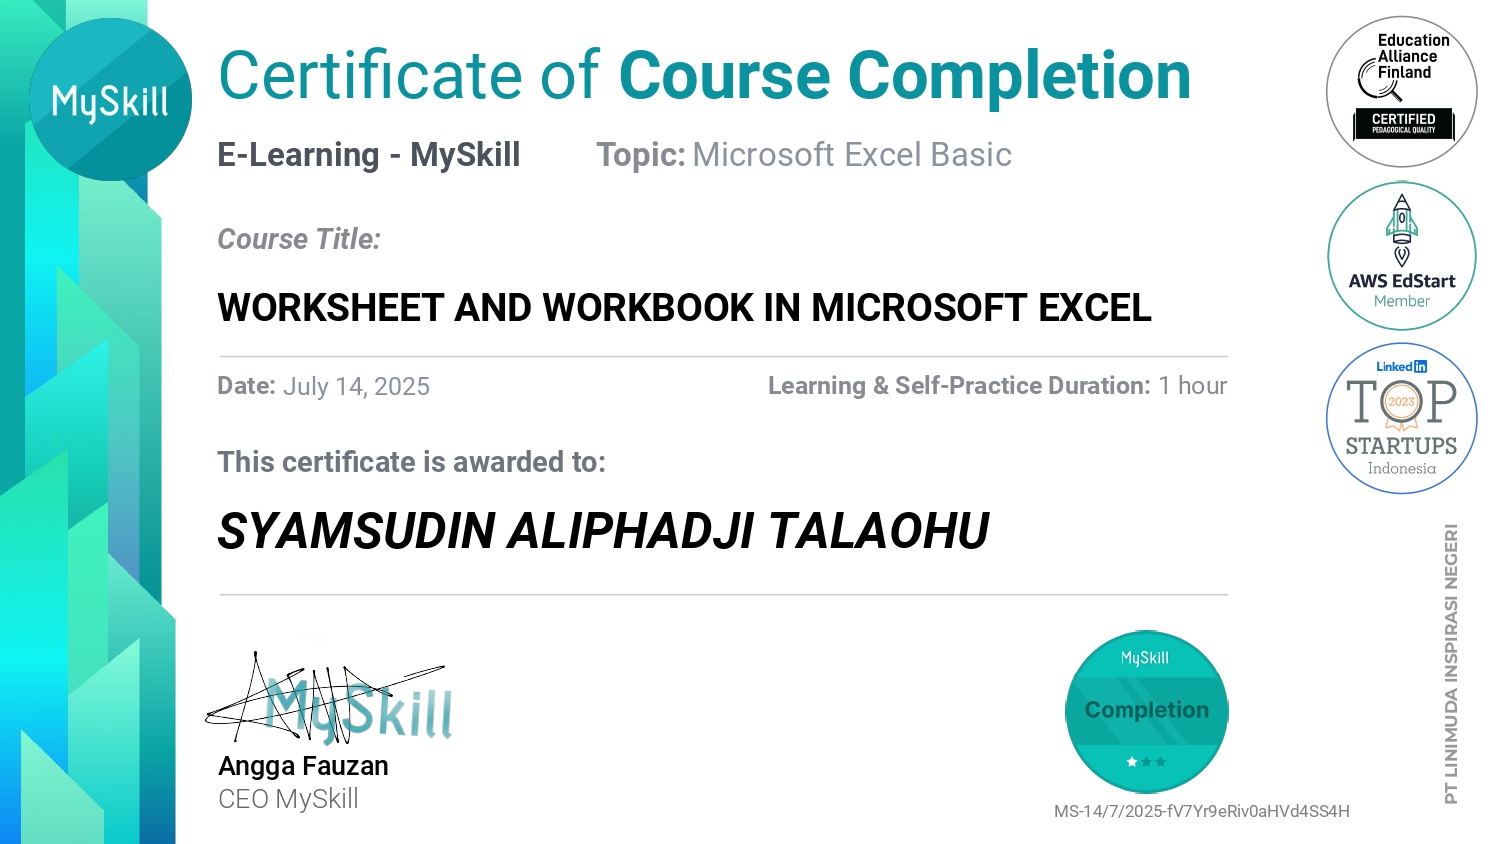 MySkill
Certificate of Course Completion
E-Learning - MySkill
Topic: Microsoft Excel Basic
Course Title:
WORKSHEET AND WORKBOOK IN MICROSOFT EXCEL
Date: July 14, 2025
Learning & Self-Practice Duration: 1 hour
This certificate is awarded to:
SYAMSUDIN ALIPHADJI TALAOHU
MySkill
Angga Fauzan
CEO MySkill
MySkill
Completion
MS-14/7/2025-fV7Yr9eRiv0aHVd4SS4H
Education
Alliance
Finland
CERTIFIED
PEDAGOGICAL QUALITY
AWS EdStart
Member
Linked in
TOP
2023
STARTUPS
Indonesia
PT LINIMUDA INSPIRASI NEGERI